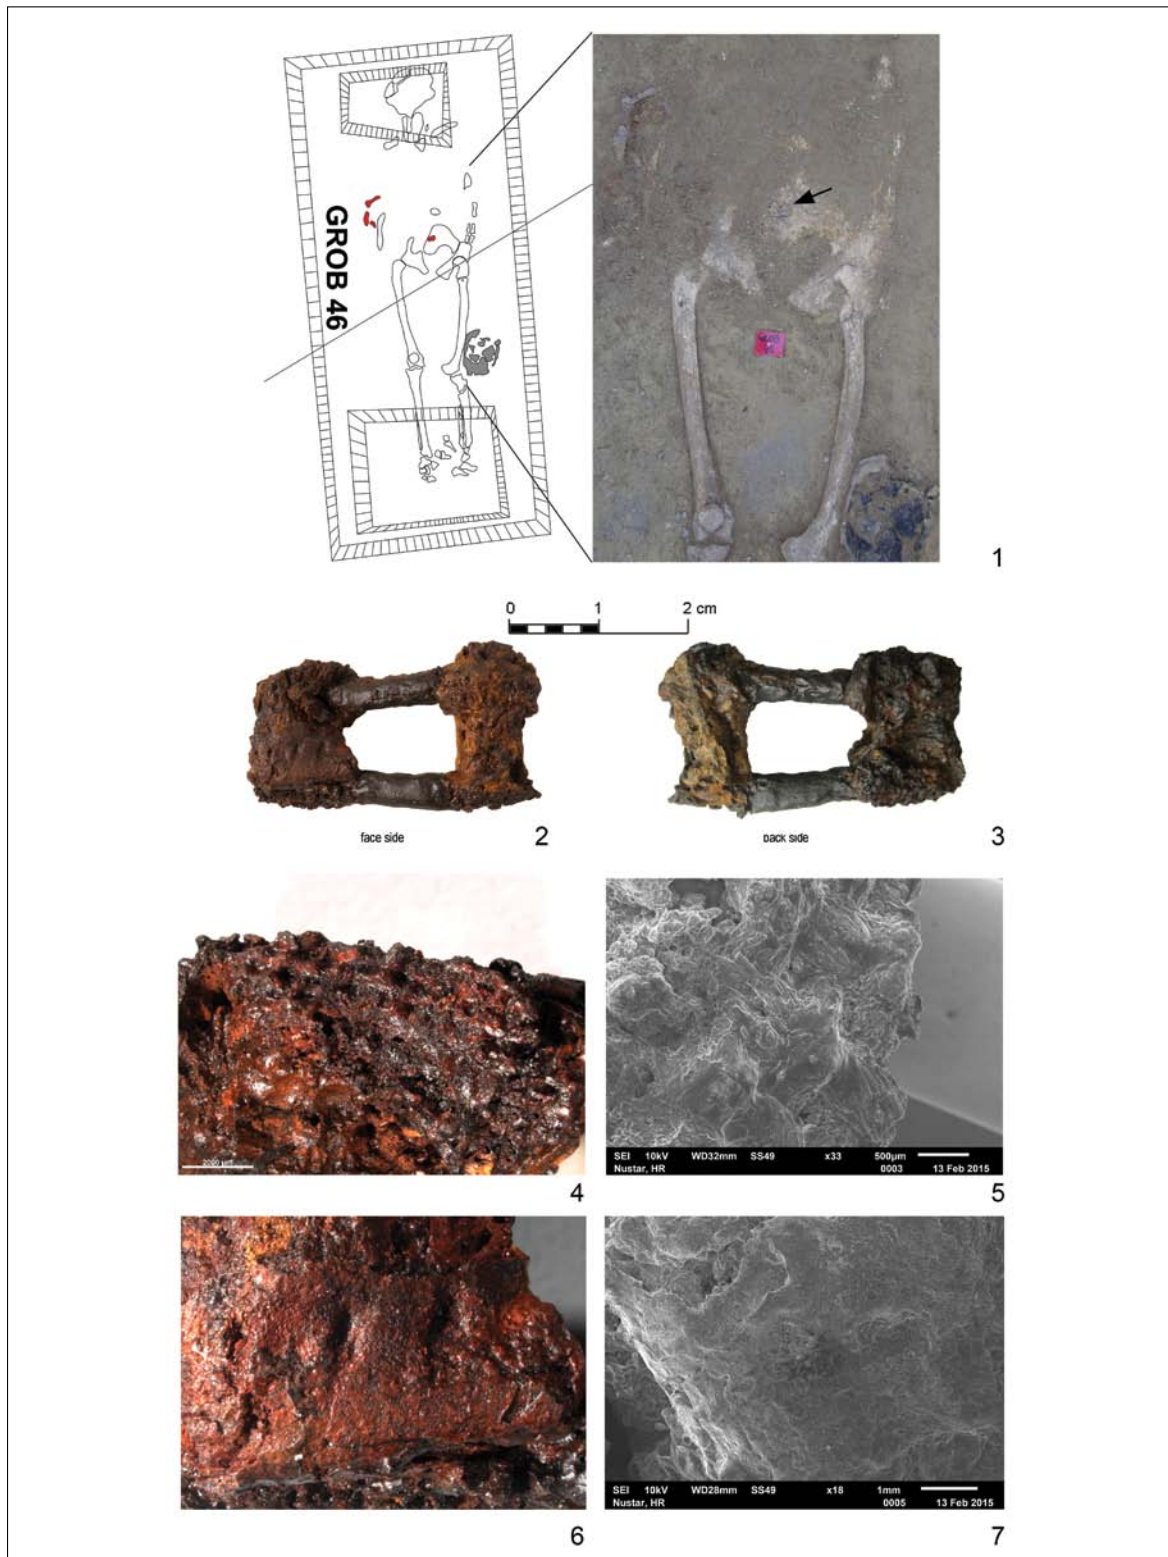 GROB 46
1
0 1 2 cm
face side
2
back side
3
2000 µm
4
SEI 10kV WD32mm SS49 x33 500µm
Nustar, HR 0003 13 Feb 2015
5
6
SEI 10kV WD28mm SS49 x18 1mm
Nustar, HR 0005 13 Feb 2015
7